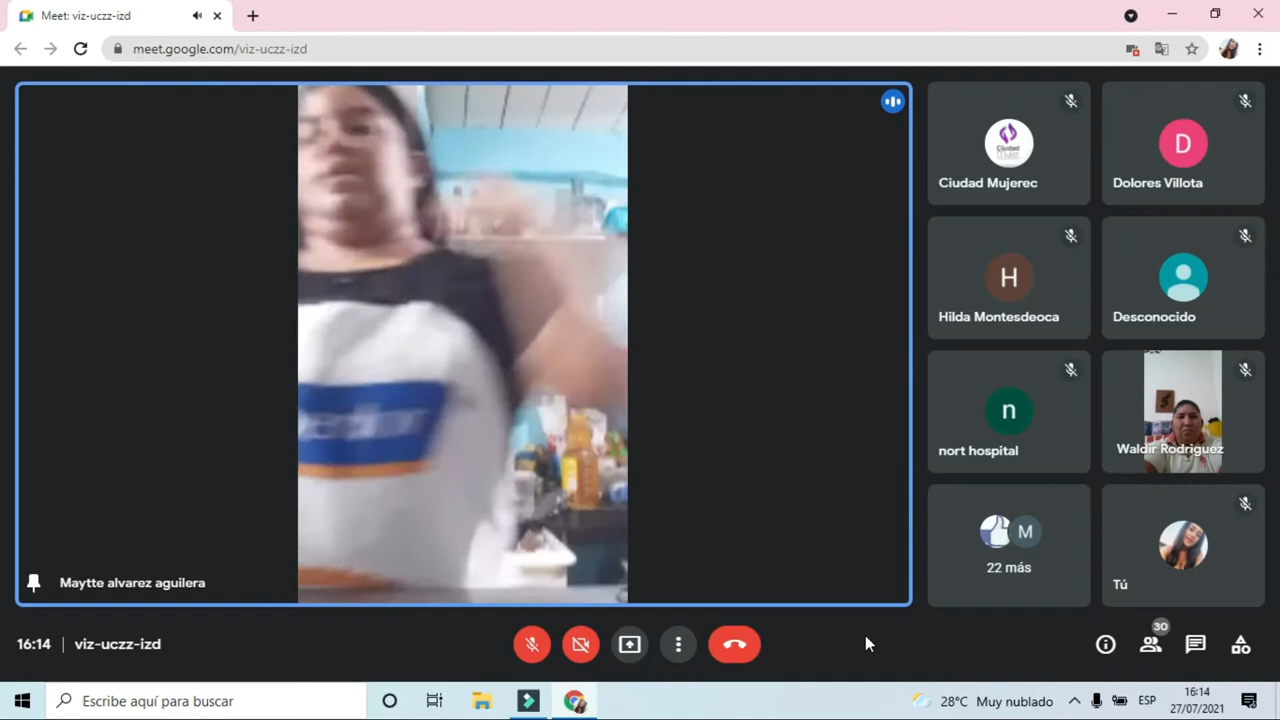 Meet: viz-uczz-izd
meet.google.com/viz-uczz-izd
Ciudad Mujerec
D
Dolores Villota
H
Hilda Montesdeoca
Desconocido
n
nort hospital
Waldir Rodriguez
M
22 más
Tú
Maytte alvarez aguilera
16:14 | viz-uczz-izd
30
Escribe aquí para buscar
28°C Muy nublado
ESP
16:14
27/07/2021